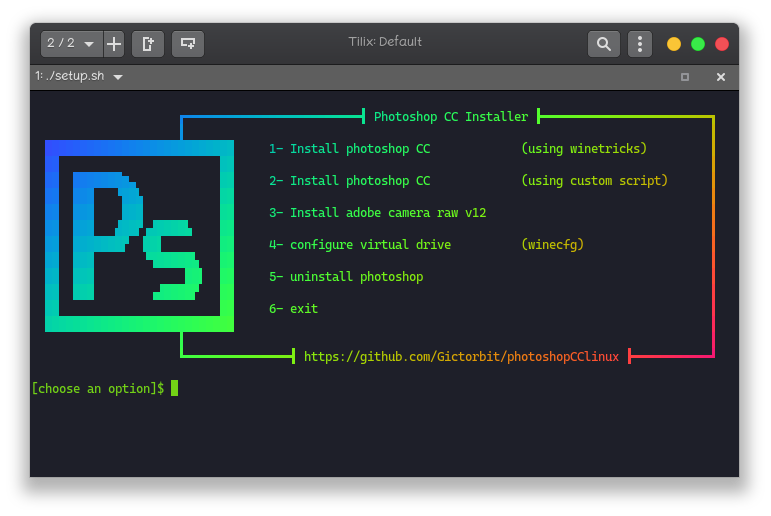 2 / 2
Tilix: Default
1: ./setup.sh
Photoshop CC Installer
Ps
1- Install photoshop CC (using winetricks)
2- Install photoshop CC (using custom script)
3- Install adobe camera raw v12
4- configure virtual drive (winecfg)
5- uninstall photoshop
6- exit
https://github.com/Gictorbit/photoshopCClinux
[choose an option]$